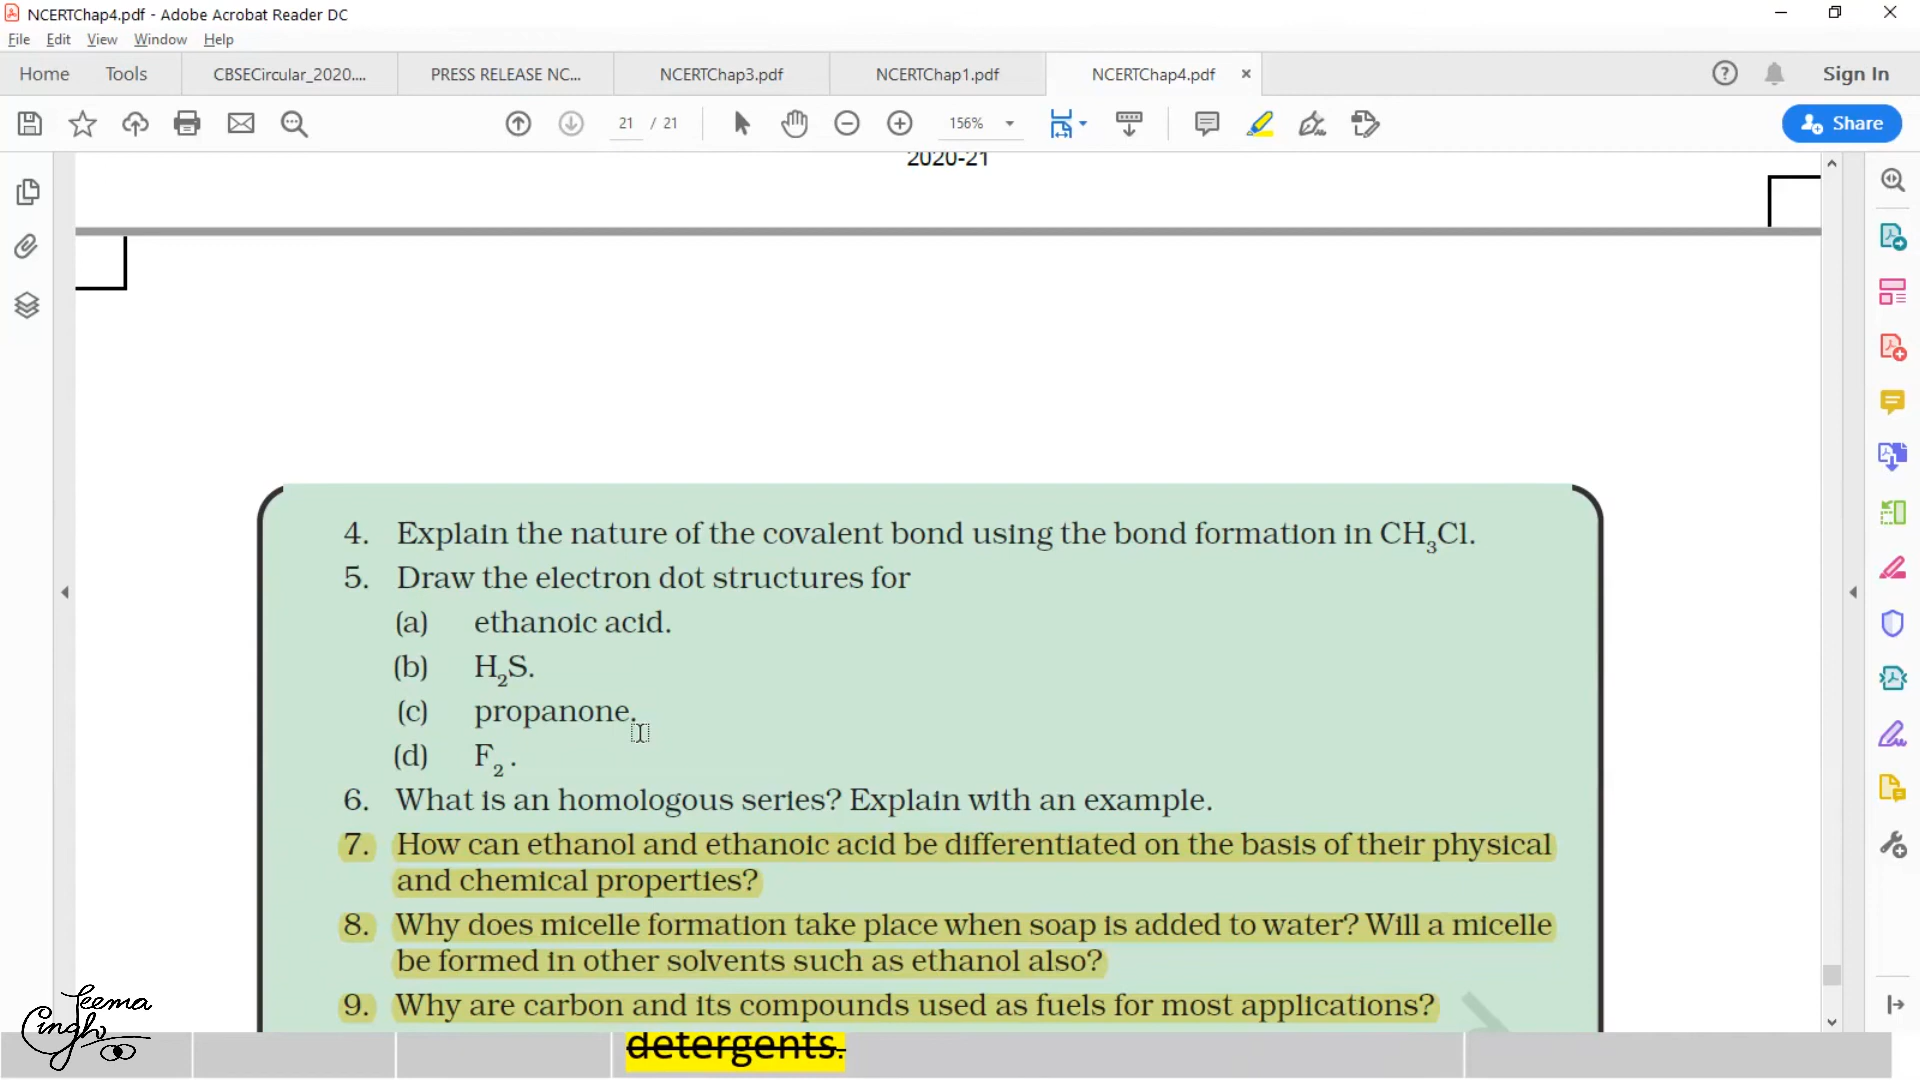 NCERTChap4.pdf - Adobe Acrobat Reader DC
File Edit View Window Help
Home Tools CBSECircular_2020.... PRESS RELEASE NC... NCERTChap3.pdf NCERTChap1.pdf NCERTChap4.pdf × Sign In
21 / 21 156% Share
2020-21
4. Explain the nature of the covalent bond using the bond formation in CH₃Cl.
5. Draw the electron dot structures for
(a) ethanoic acid.
(b) H₂S.
(c) propanone.
(d) F₂ .
6. What is an homologous series? Explain with an example.
7. How can ethanol and ethanoic acid be differentiated on the basis of their physical
and chemical properties?
8. Why does micelle formation take place when soap is added to water? Will a micelle
be formed in other solvents such as ethanol also?
9. Why are carbon and its compounds used as fuels for most applications?
detergents.